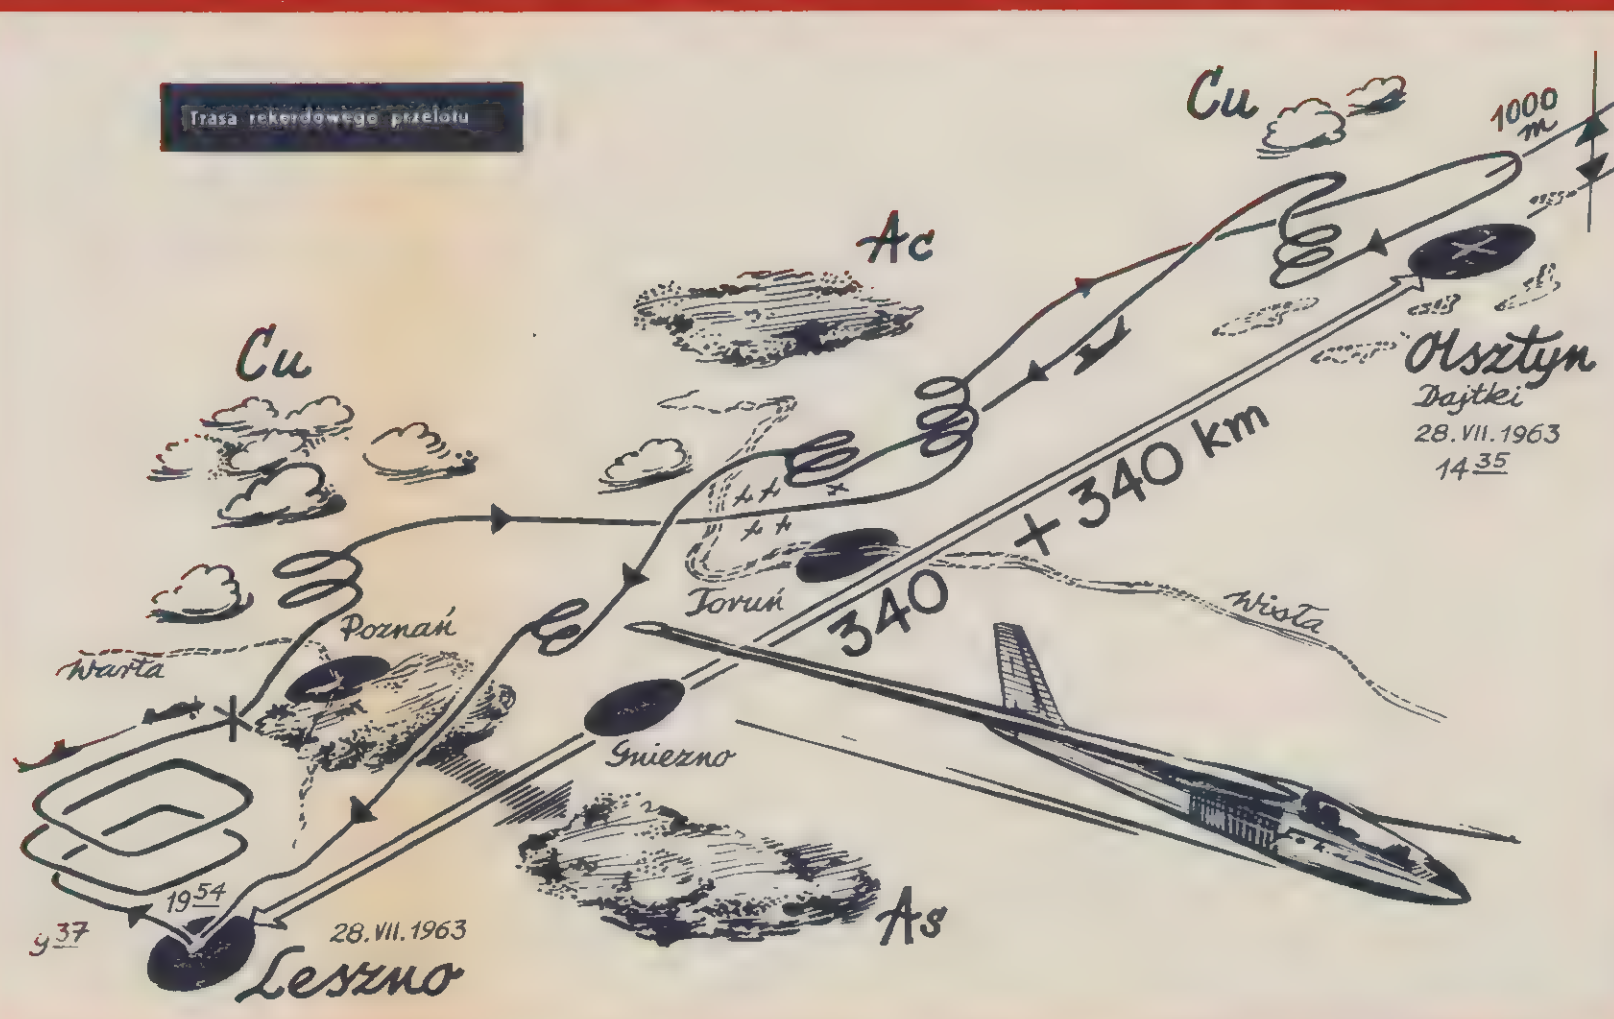 Trasa rekordowego przelotu
Cu
1000
m
Ac
Cu
Olsztyn
Dajtki
28.VII.1963
14 35
340 + 340 km
Toruń
Wisła
Poznań
Warta
Gniezno
19 54
9 37
28.VII.1963
Leszno
As